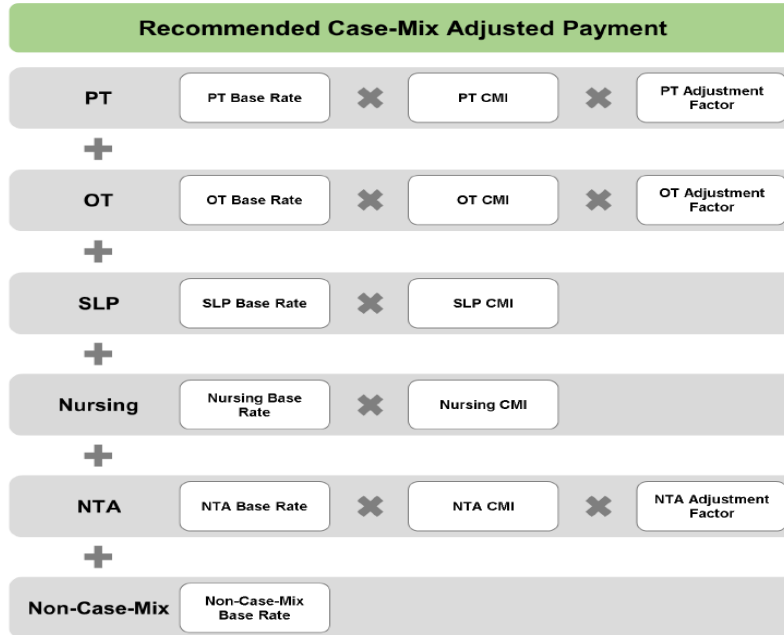 Recommended Case-Mix Adjusted Payment
PT
PT Base Rate
PT CMI
PT Adjustment
Factor
OT
OT Base Rate
OT CMI
OT Adjustment
Factor
SLP
SLP Base Rate
SLP CMI
Nursing
Nursing Base
Rate
Nursing CMI
NTA
NTA Base Rate
NTA CMI
NTA Adjustment
Factor
Non-Case-Mix
Non-Case-Mix
Base Rate